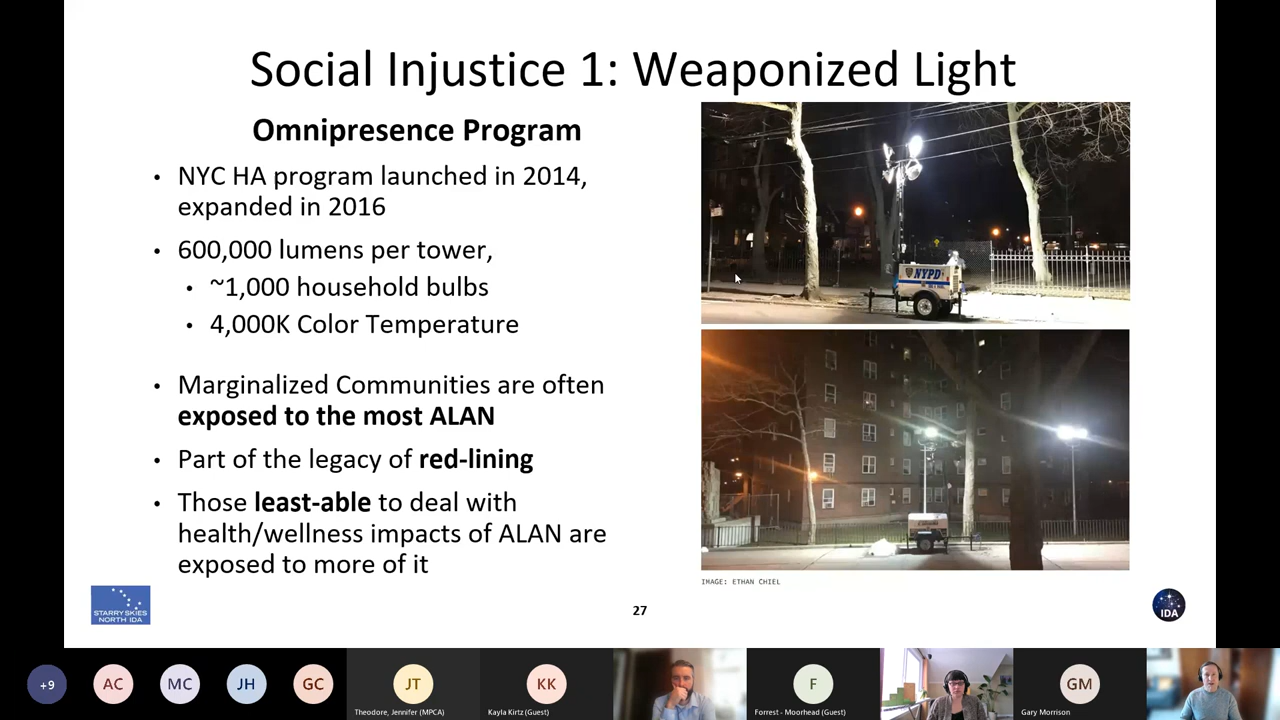 Social Injustice 1: Weaponized Light
Omnipresence Program
• NYC HA program launched in 2014,
expanded in 2016
• 600,000 lumens per tower,
• ~1,000 household bulbs
• 4,000K Color Temperature
• Marginalized Communities are often
exposed to the most ALAN
• Part of the legacy of red-lining
• Those least-able to deal with
health/wellness impacts of ALAN are
exposed to more of it
NYPD
IMAGE: ETHAN CHIEL
STARRY SKIES
NORTH IDA
27
IDA
+9
AC
MC
JH
GC
JT
Theodore, Jennifer (MPCA)
KK
Kayla Kirtz (Guest)
F
Forrest - Moorhead (Guest)
GM
Gary Morrison